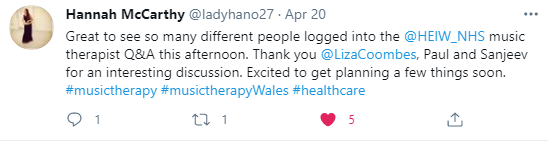 Hannah McCarthy @ladyhano27 · Apr 20
Great to see so many different people logged into the @HEIW_NHS music
therapist Q&A this afternoon. Thank you @LizaCoombes, Paul and Sanjeev
for an interesting discussion. Excited to get planning a few things soon.
#musictherapy #musictherapyWales #healthcare
1 1 5